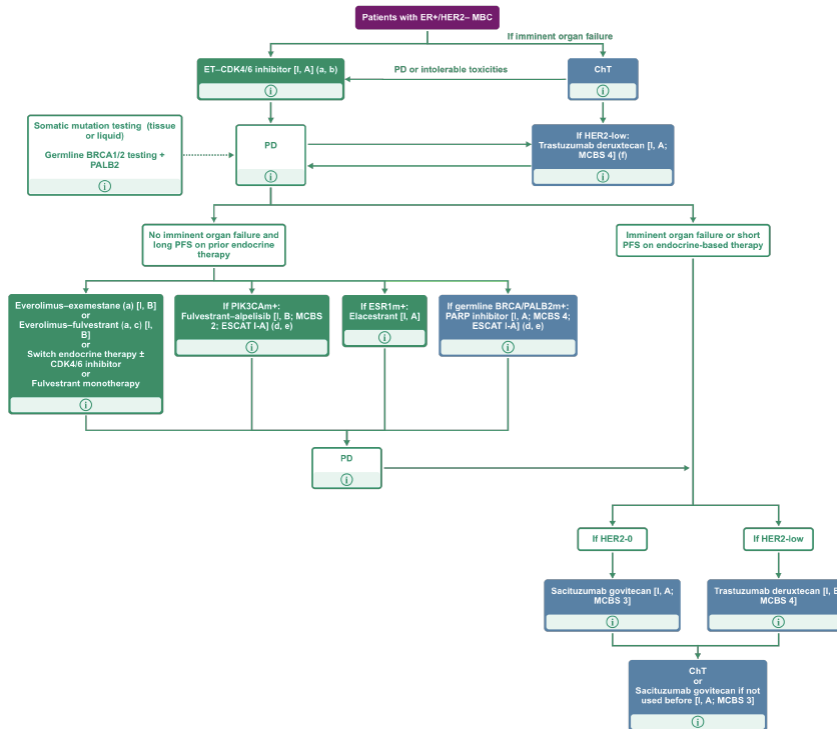 Patients with ER+/HER2– MBC
If imminent organ failure
ET–CDK4/6 inhibitor [I, A] (a, b)
PD or intolerable toxicities
ChT
Somatic mutation testing (tissue
or liquid)
Germline BRCA1/2 testing +
PALB2
PD
If HER2-low:
Trastuzumab deruxtecan [I, A;
MCBS 4] (f)
No imminent organ failure and
long PFS on prior endocrine
therapy
Imminent organ failure or short
PFS on endocrine-based therapy
Everolimus–exemestane (a) [I, B]
or
Everolimus–fulvestrant (a, c) [I,
B]
or
Switch endocrine therapy ±
CDK4/6 inhibitor
or
Fulvestrant monotherapy
If PIK3CAm+:
Fulvestrant–alpelisib [I, B; MCBS
2; ESCAT I-A] (d, e)
If ESR1m+:
Elacestrant [I, A]
If germline BRCA/PALB2m+:
PARP inhibitor [I, A; MCBS 4;
ESCAT I-A] (d, e)
PD
If HER2-0
If HER2-low
Sacituzumab govitecan [I, A;
MCBS 3]
Trastuzumab deruxtecan [I,
MCBS 4]
ChT
or
Sacituzumab govitecan if not
used before [I, A; MCBS 3]